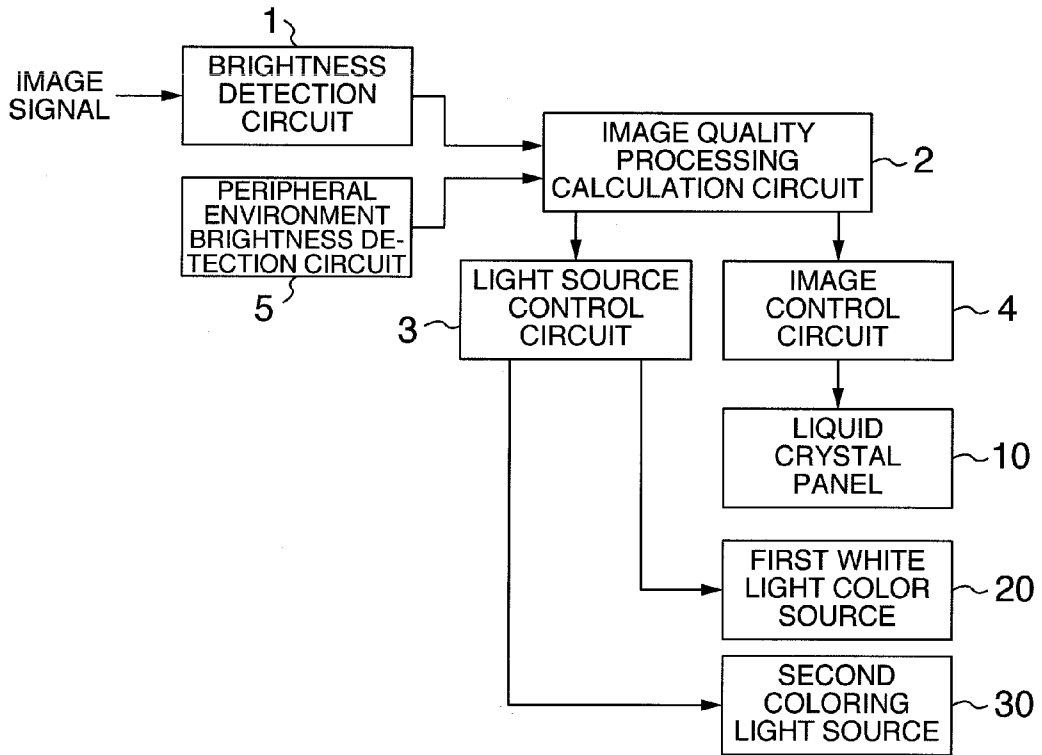 1
IMAGE
SIGNAL
BRIGHTNESS
DETECTION
CIRCUIT
PERIPHERAL
ENVIRONMENT
BRIGHTNESS DE-
TECTION CIRCUIT
5
IMAGE QUALITY
PROCESSING
CALCULATION CIRCUIT
2
LIGHT SOURCE
CONTROL
CIRCUIT
3
IMAGE
CONTROL
CIRCUIT
4
LIQUID
CRYSTAL
PANEL
10
FIRST WHITE
LIGHT COLOR
SOURCE
20
SECOND
COLORING
LIGHT SOURCE
30